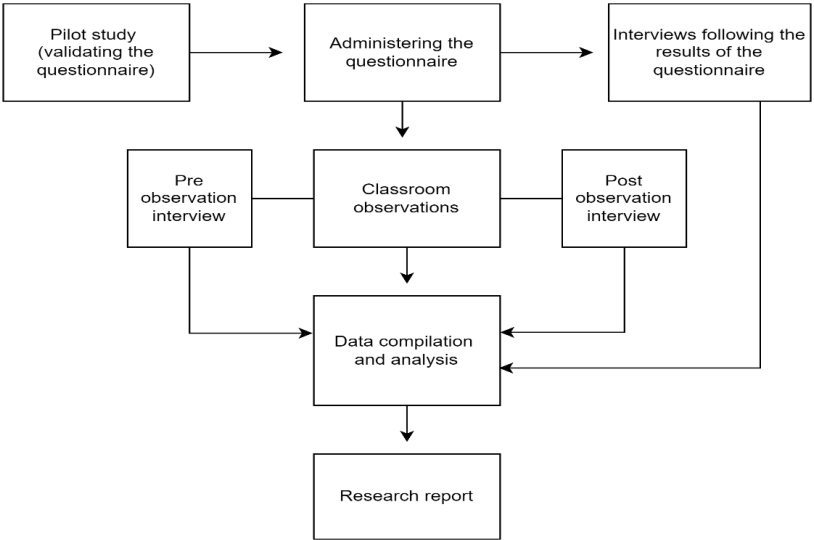 Pilot study
(validating the
questionnaire)
Administering the
questionnaire
Interviews following the
results of the
questionnaire
Pre
observation
interview
Classroom
observations
Post
observation
interview
Data compilation
and analysis
Research report